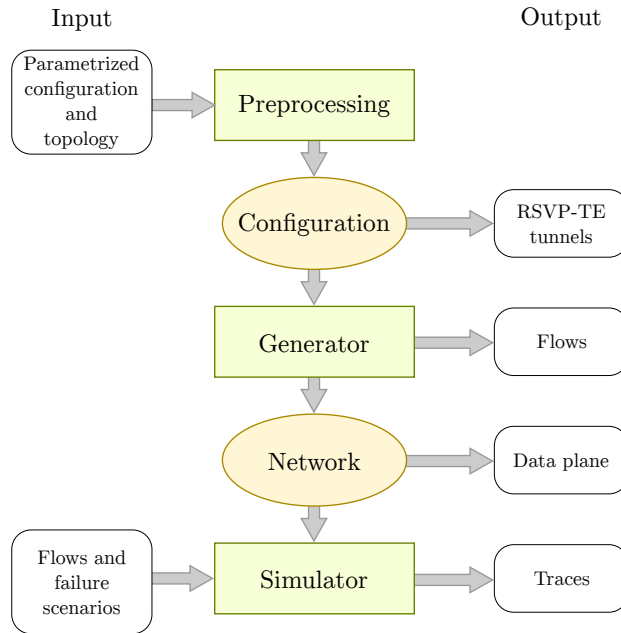 Input
Output
Parametrized
configuration
and
topology
Preprocessing
Configuration
RSVP-TE
tunnels
Generator
Flows
Network
Data plane
Flows and
failure
scenarios
Simulator
Traces